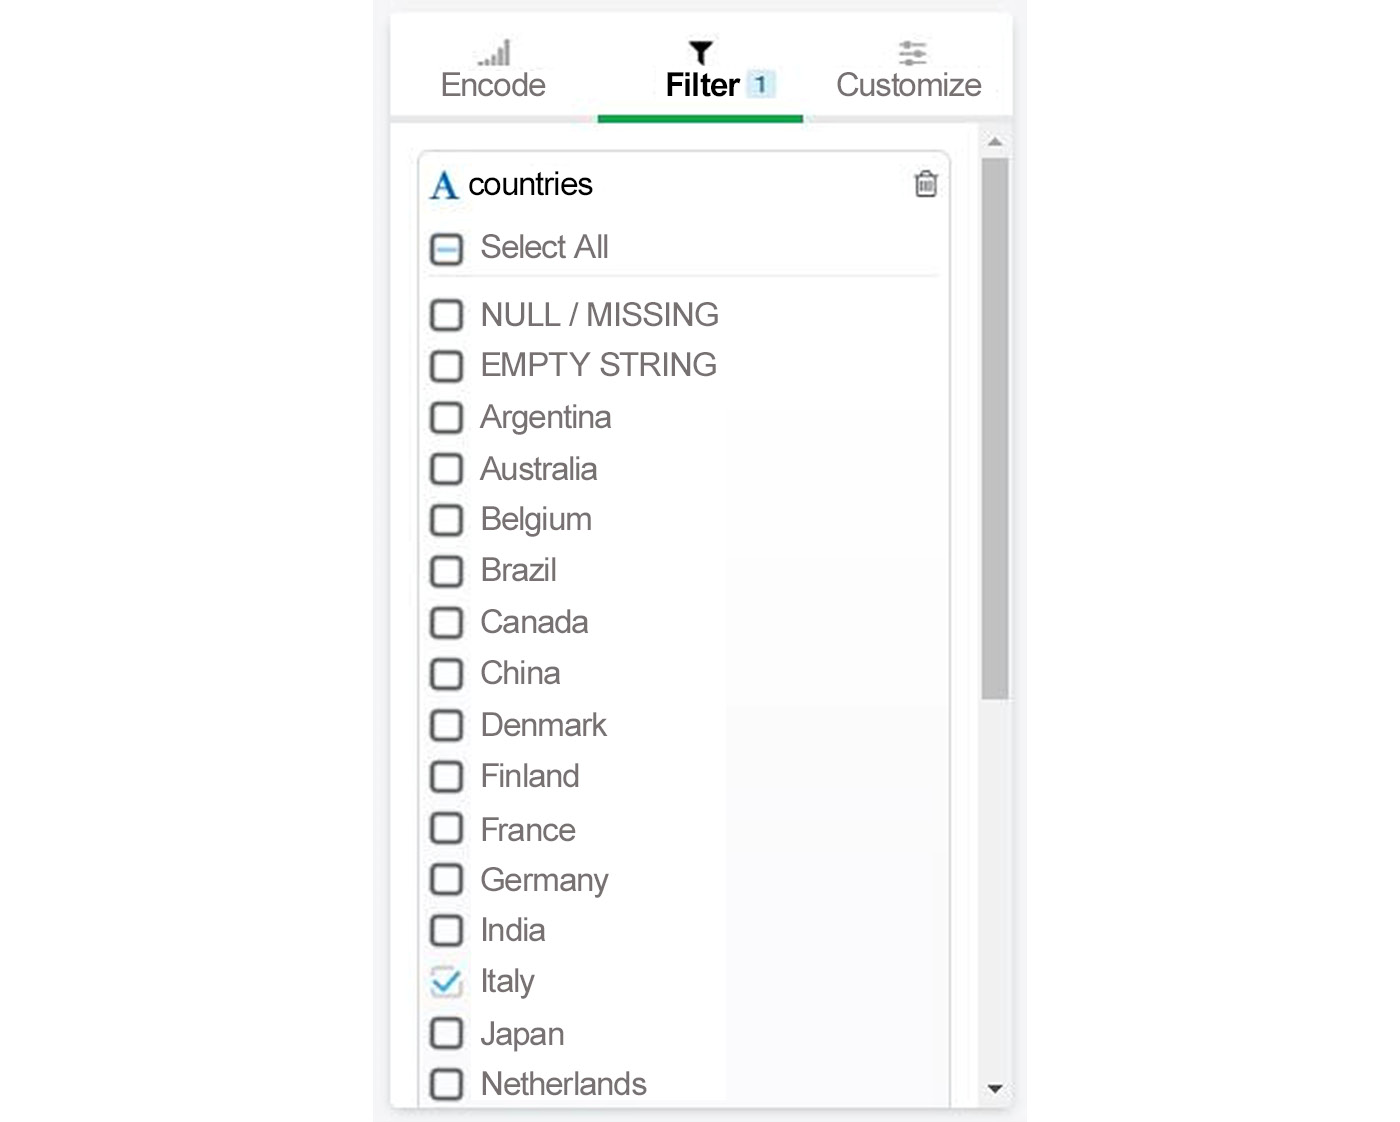 Encode
Filter 1
Customize
A countries
Select All
NULL / MISSING
EMPTY STRING
Argentina
Australia
Belgium
Brazil
Canada
China
Denmark
Finland
France
Germany
India
Italy
Japan
Netherlands